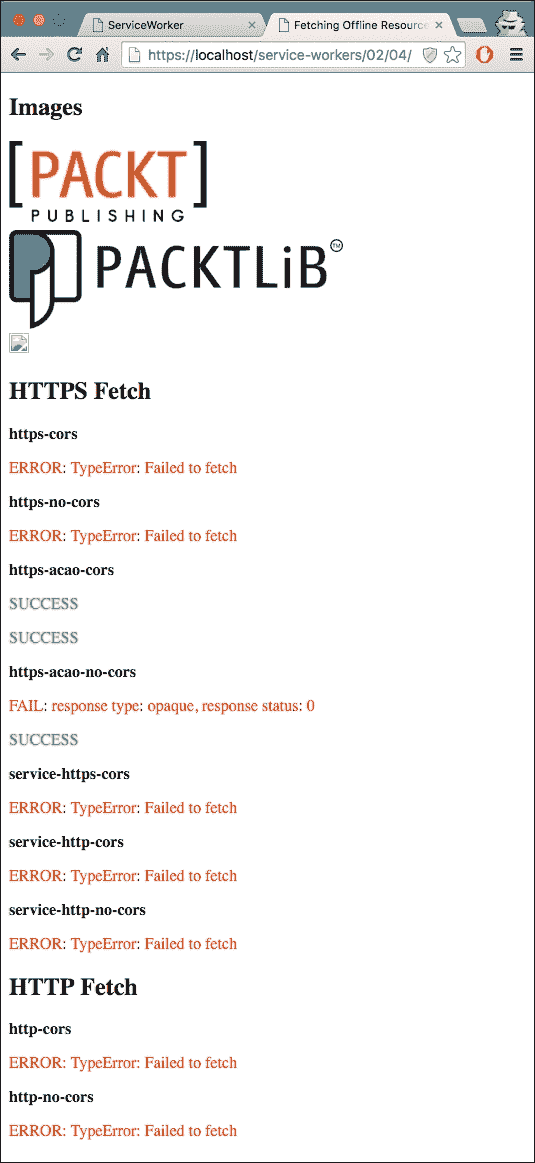 ServiceWorker
Fetching Offline Resource
https://localhost/service-workers/02/04/
Images
[PACKT]
PUBLISHING
PACKTLiB™
HTTPS Fetch
https-cors
ERROR: TypeError: Failed to fetch
https-no-cors
ERROR: TypeError: Failed to fetch
https-acao-cors
SUCCESS
SUCCESS
https-acao-no-cors
FAIL: response type: opaque, response status: 0
SUCCESS
service-https-cors
ERROR: TypeError: Failed to fetch
service-http-cors
ERROR: TypeError: Failed to fetch
service-http-no-cors
ERROR: TypeError: Failed to fetch
HTTP Fetch
http-cors
ERROR: TypeError: Failed to fetch
http-no-cors
ERROR: TypeError: Failed to fetch